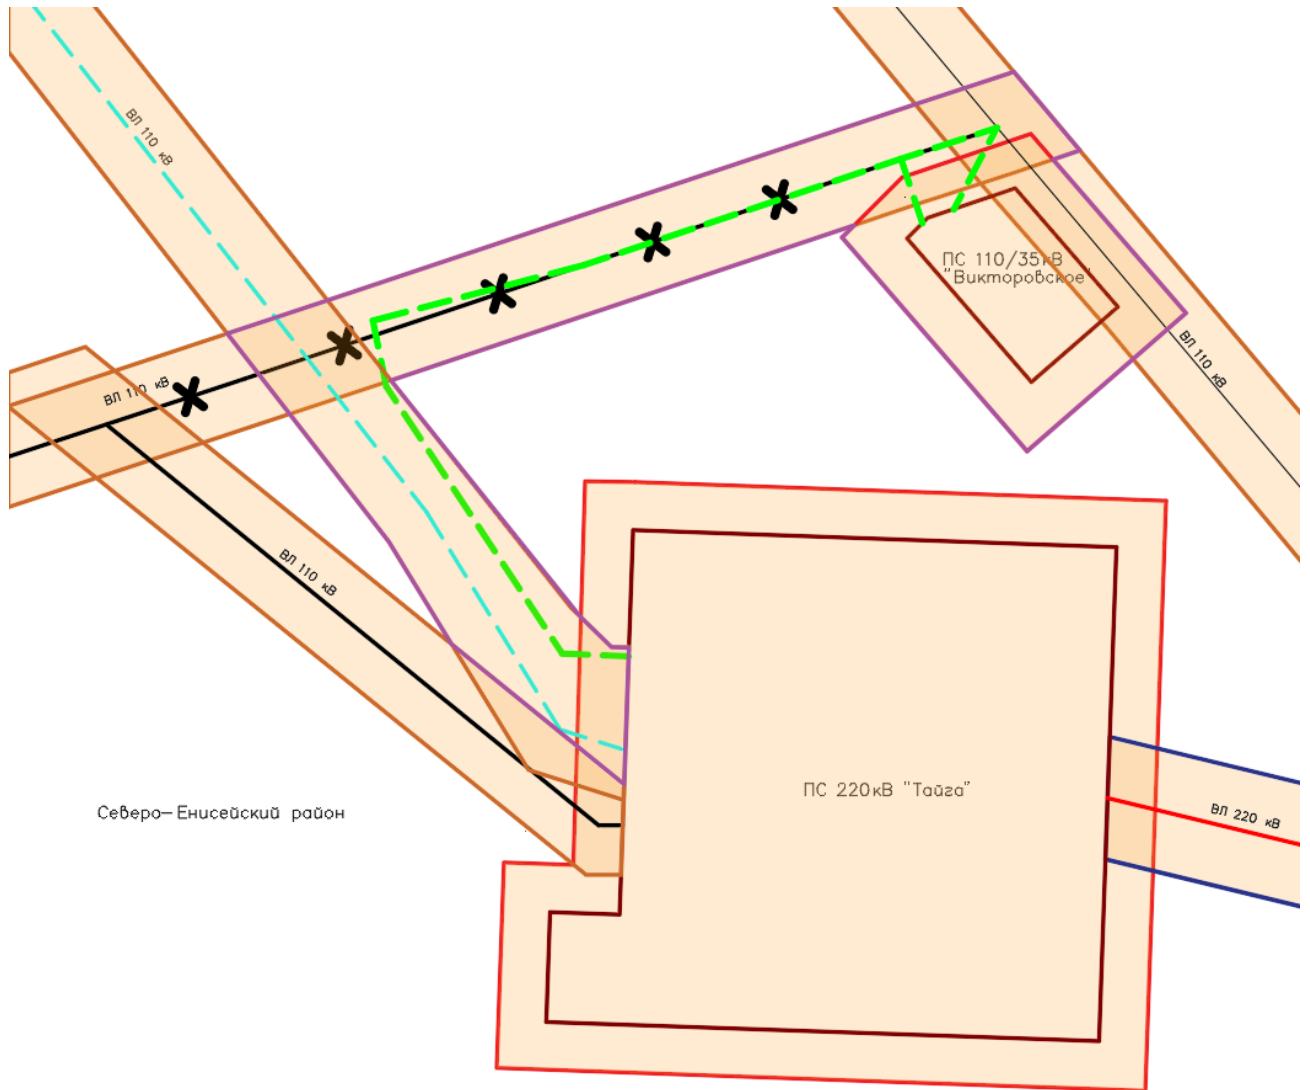 ВЛ 110 кВ
ПС 110/35кВ
"Викторовское"
ВЛ 110 кВ
ВЛ 110 кВ
ВЛ 110 кВ
ПС 220кВ "Тайга"
Северо-Енисейский район
ВЛ 220 кВ